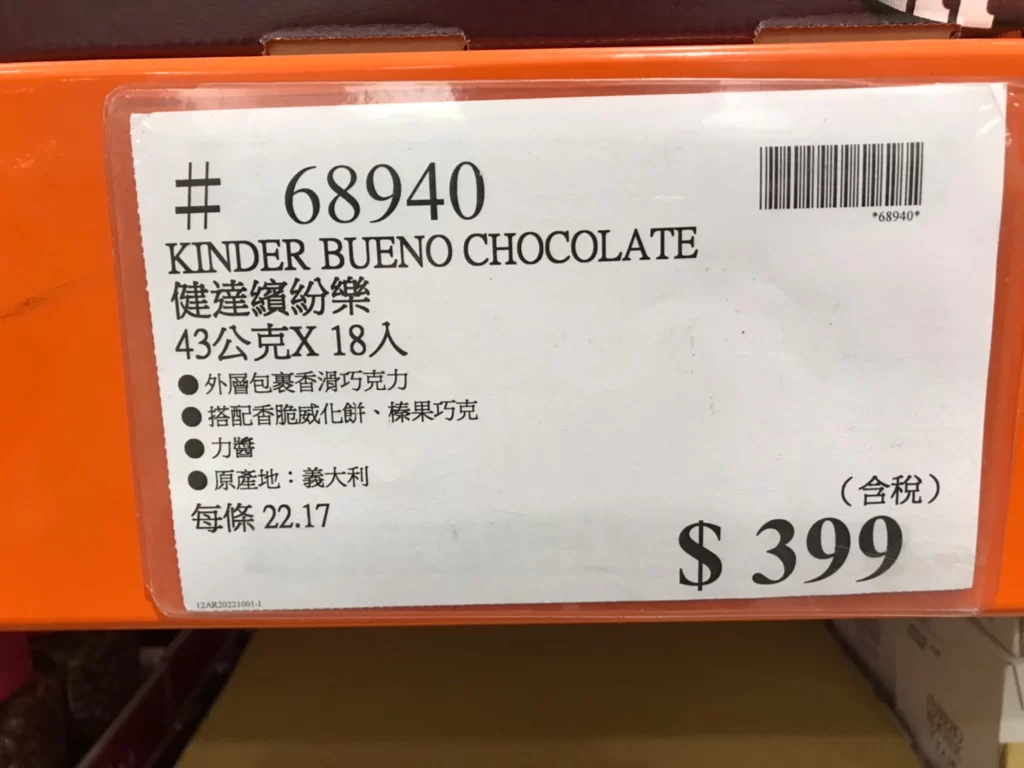 # 68940
*68940*
KINDER BUENO CHOCOLATE
健達繽紛樂
43公克X 18入
●外層包裹香滑巧克力
●搭配香脆威化餅、榛果巧克
●力醬
●原產地：義大利
每條 22.17
（含稅）
$ 399
12AR20221001-1